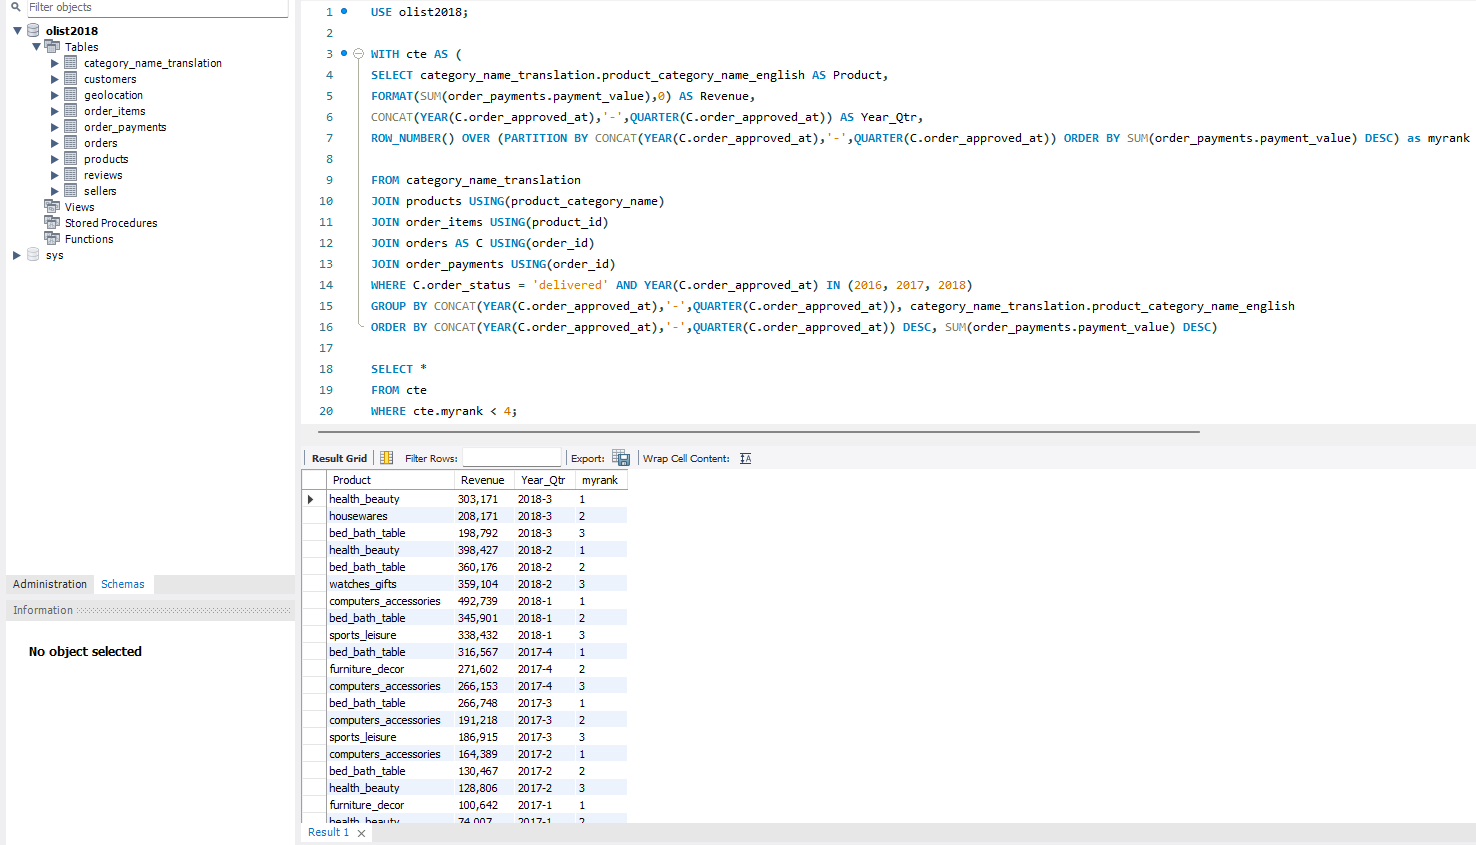 Filter objects
olist2018
Tables
category_name_translation
customers
geolocation
order_items
order_payments
orders
products
reviews
sellers
Views
Stored Procedures
Functions
sys
Administration Schemas
Information
No object selected
1 USE olist2018;
2
3 WITH cte AS (
4 SELECT category_name_translation.product_category_name_english AS Product,
5 FORMAT(SUM(order_payments.payment_value),0) AS Revenue,
6 CONCAT(YEAR(C.order_approved_at),'-',QUARTER(C.order_approved_at)) AS Year_Qtr,
7 ROW_NUMBER() OVER (PARTITION BY CONCAT(YEAR(C.order_approved_at),'-',QUARTER(C.order_approved_at)) ORDER BY SUM(order_payments.payment_value) DESC) as myrank
8
9 FROM category_name_translation
10 JOIN products USING(product_category_name)
11 JOIN order_items USING(product_id)
12 JOIN orders AS C USING(order_id)
13 JOIN order_payments USING(order_id)
14 WHERE C.order_status = 'delivered' AND YEAR(C.order_approved_at) IN (2016, 2017, 2018)
15 GROUP BY CONCAT(YEAR(C.order_approved_at),'-',QUARTER(C.order_approved_at)), category_name_translation.product_category_name_english
16 ORDER BY CONCAT(YEAR(C.order_approved_at),'-',QUARTER(C.order_approved_at)) DESC, SUM(order_payments.payment_value) DESC)
17
18 SELECT *
19 FROM cte
20 WHERE cte.myrank < 4;
Result Grid Filter Rows: Export: Wrap Cell Content:
Product Revenue Year_Qtr myrank
health_beauty 303,171 2018-3 1
housewares 208,171 2018-3 2
bed_bath_table 198,792 2018-3 3
health_beauty 398,427 2018-2 1
bed_bath_table 360,176 2018-2 2
watches_gifts 359,104 2018-2 3
computers_accessories 492,739 2018-1 1
bed_bath_table 345,901 2018-1 2
sports_leisure 338,432 2018-1 3
bed_bath_table 316,567 2017-4 1
furniture_decor 271,602 2017-4 2
computers_accessories 266,153 2017-4 3
bed_bath_table 266,748 2017-3 1
computers_accessories 191,218 2017-3 2
sports_leisure 186,915 2017-3 3
computers_accessories 164,389 2017-2 1
bed_bath_table 130,467 2017-2 2
health_beauty 128,806 2017-2 3
furniture_decor 100,642 2017-1 1
health_beauty 74,007 2017-1 2
Result 1